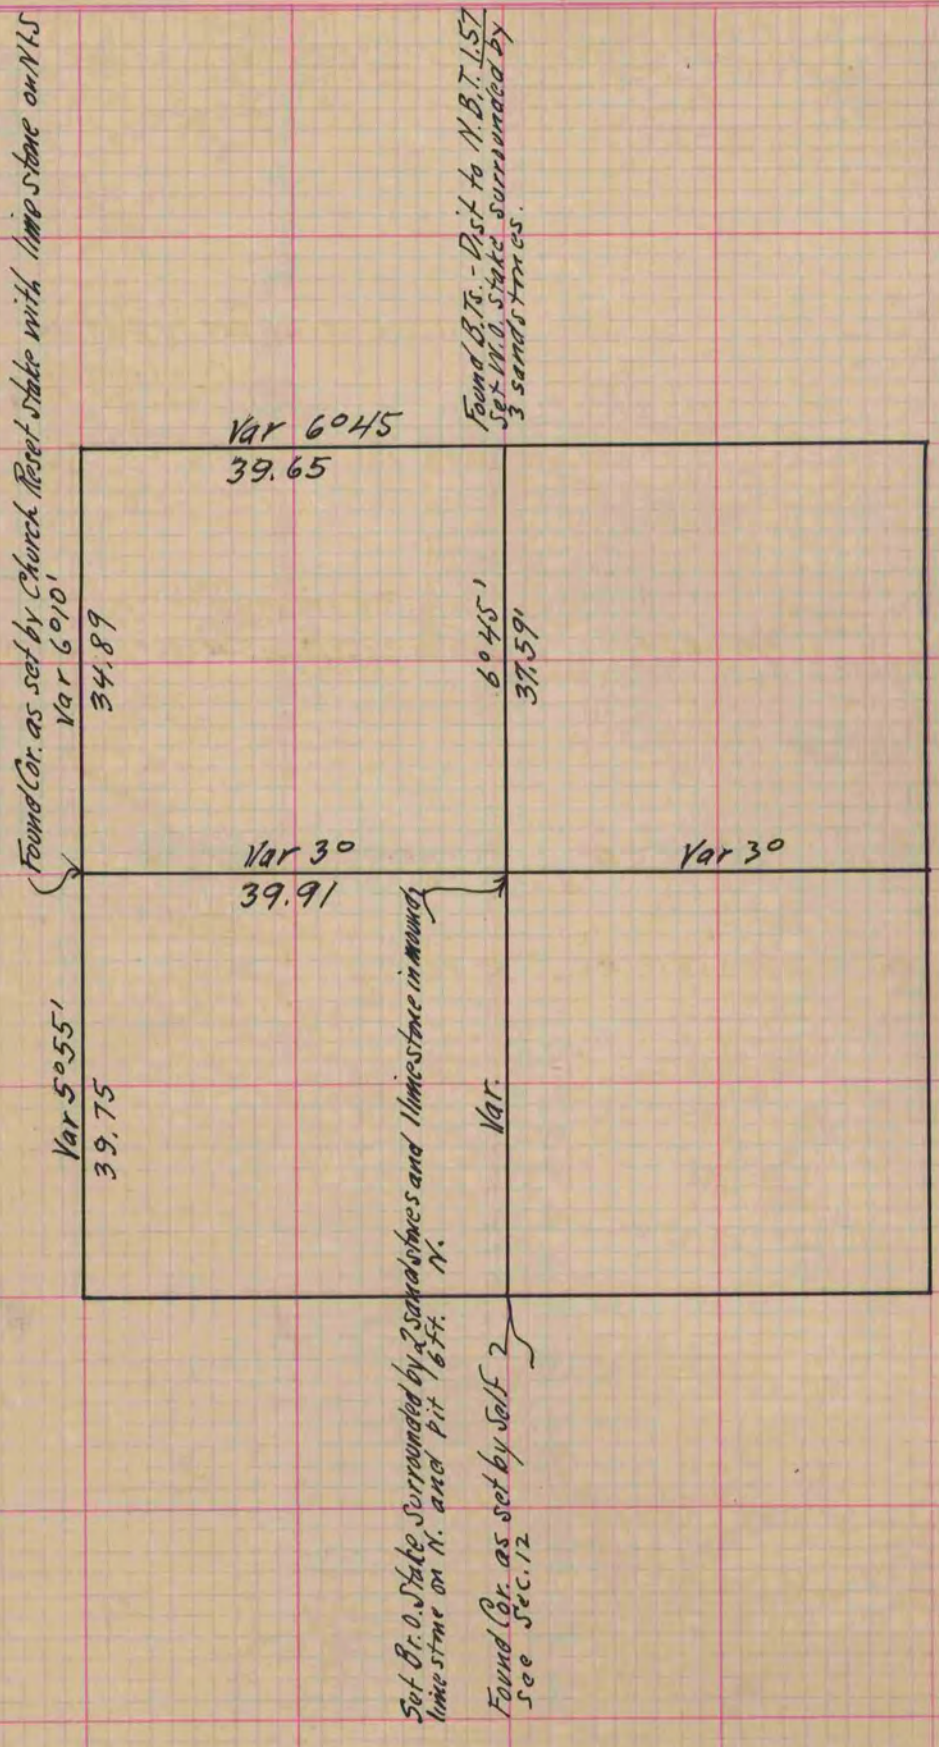 Found Cor. as set by Church Reset stake with limestone on N & S
Var 6°10'
34.89
Var 5°55'
39.75
Var 6°45
39.65
Found B.Ts. - Dist to N.B.T. 1.57
Set W.O. stake surrounded by
3 sandstones.
Var 3°
39.91
6°45'
37.59'
Var 3°
Var.
Set Br. O. Stake surrounded by 2 sandstones and 1 limestone in mound
limestone on N. and pit 6 ft. N.
Found Cor. as set by Self
See Sec. 12